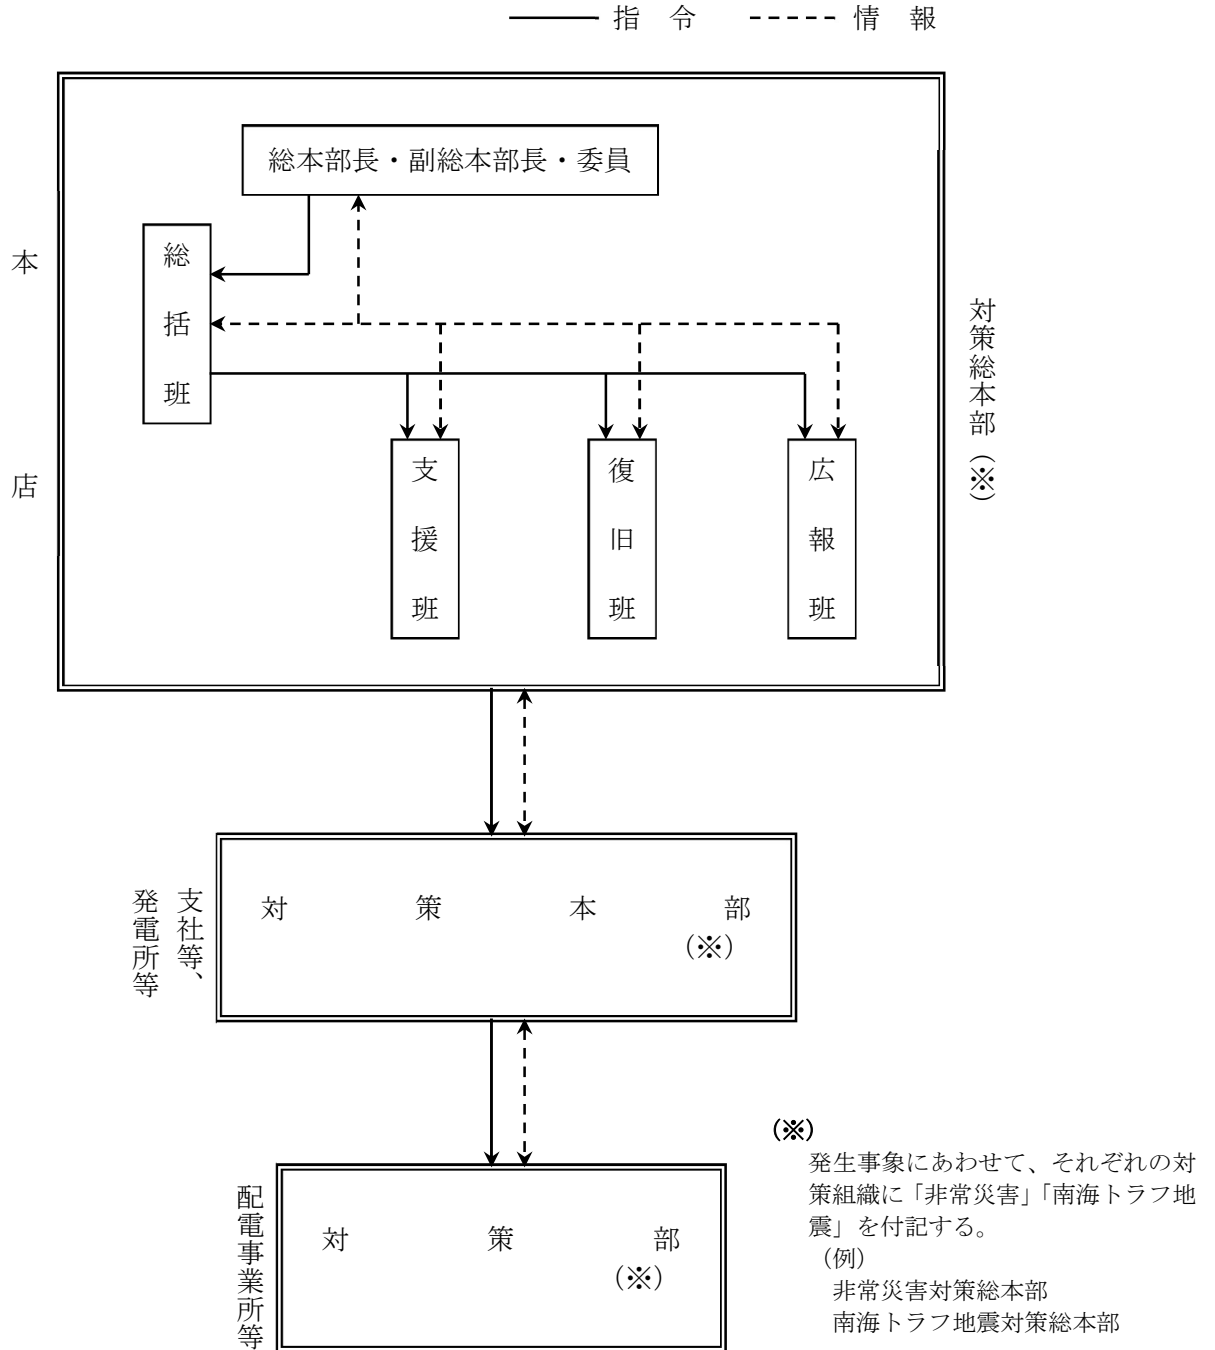 指 令 情 報
総本部長・副総本部長・委員
本店
総括班
支援班
復旧班
広報班
対策総本部（※）
支社等、
発電所等
対 策 本 部
（※）
配電事業所等
対 策 部
（※）
（※）
発生事象にあわせて、それぞれの対
策組織に「非常災害」「南海トラフ地
震」を付記する。
（例）
非常災害対策総本部
南海トラフ地震対策総本部